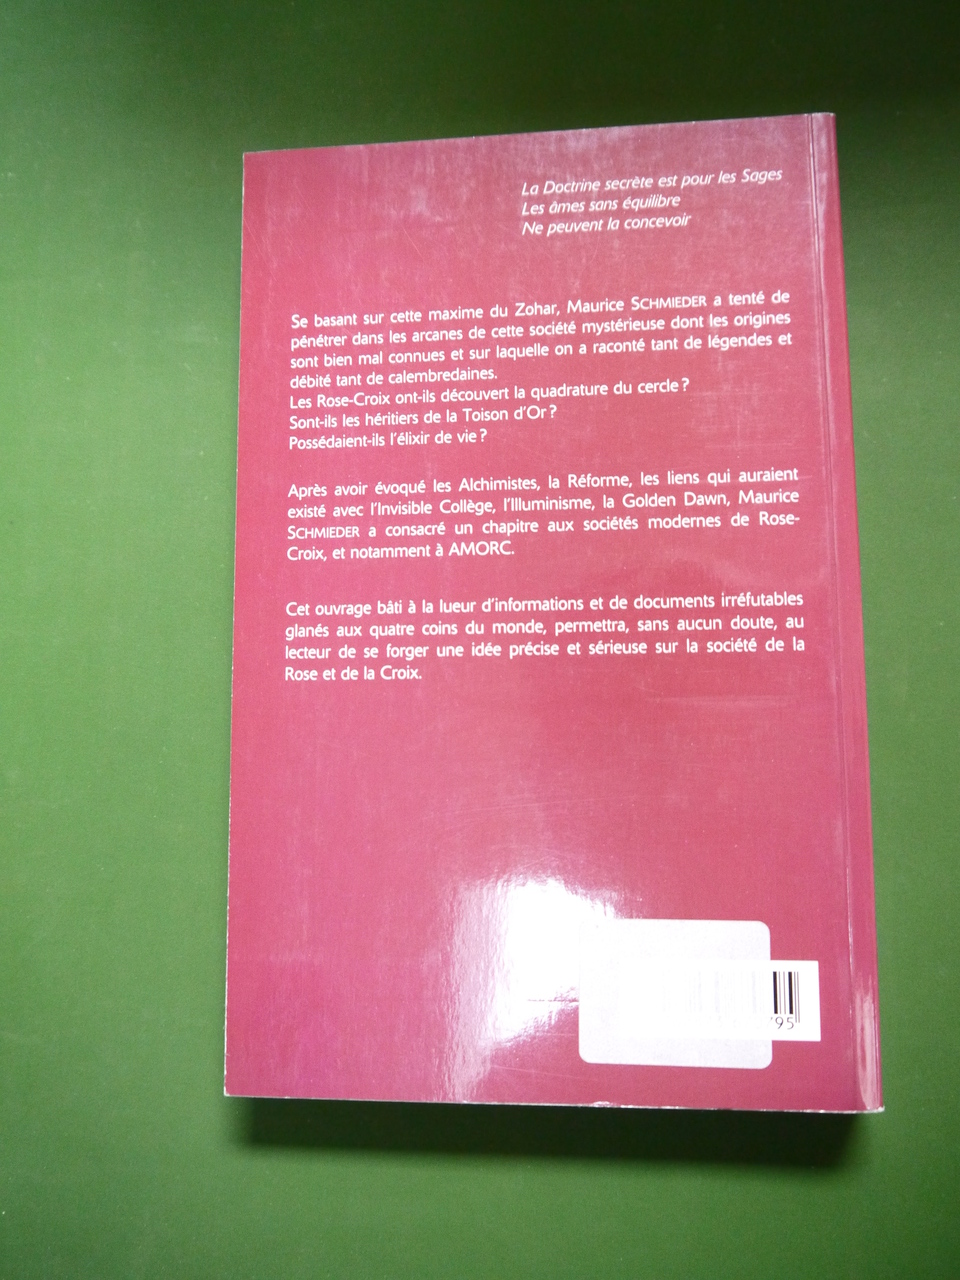 La Doctrine secrète est pour les Sages
Les âmes sans équilibre
Ne peuvent la concevoir
Se basant sur cette maxime du Zohar, Maurice SCHMIEDER a tenté de
pénétrer dans les arcanes de cette société mystérieuse dont les origines
sont bien mal connues et sur laquelle on a raconté tant de légendes et
débité tant de calembredaines.
Les Rose-Croix ont-ils découvert la quadrature du cercle ?
Sont-ils les héritiers de la Toison d'Or ?
Possédaient-ils l'élixir de vie ?
Après avoir évoqué les Alchimistes, la Réforme, les liens qui auraient
existé avec l'Invisible Collège, l'Illuminisme, la Golden Dawn, Maurice
SCHMIEDER a consacré un chapitre aux sociétés modernes de Rose-
Croix, et notamment à AMORC.
Cet ouvrage bâti à la lueur d'informations et de documents irréfutables
glanés aux quatre coins du monde, permettra, sans aucun doute, au
lecteur de se forger une idée précise et sérieuse sur la société de la
Rose et de la Croix.
95